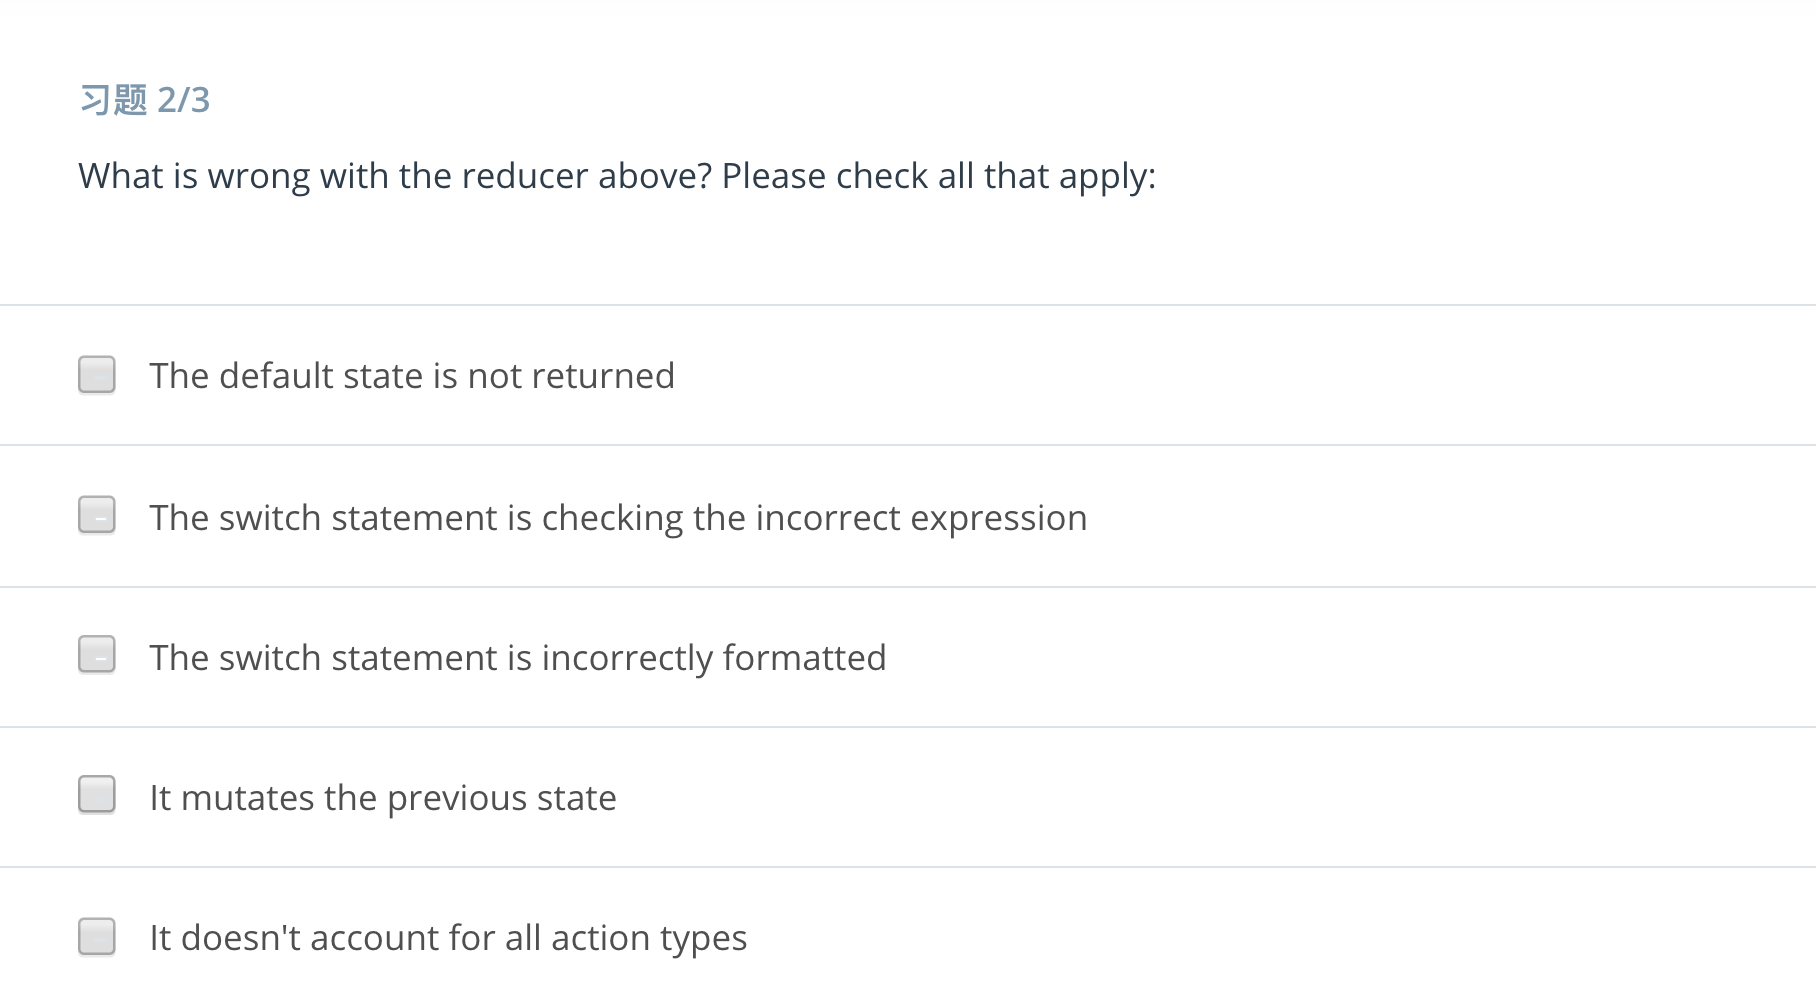 习题 2/3
What is wrong with the reducer above? Please check all that apply:
The default state is not returned
The switch statement is checking the incorrect expression
The switch statement is incorrectly formatted
It mutates the previous state
It doesn't account for all action types